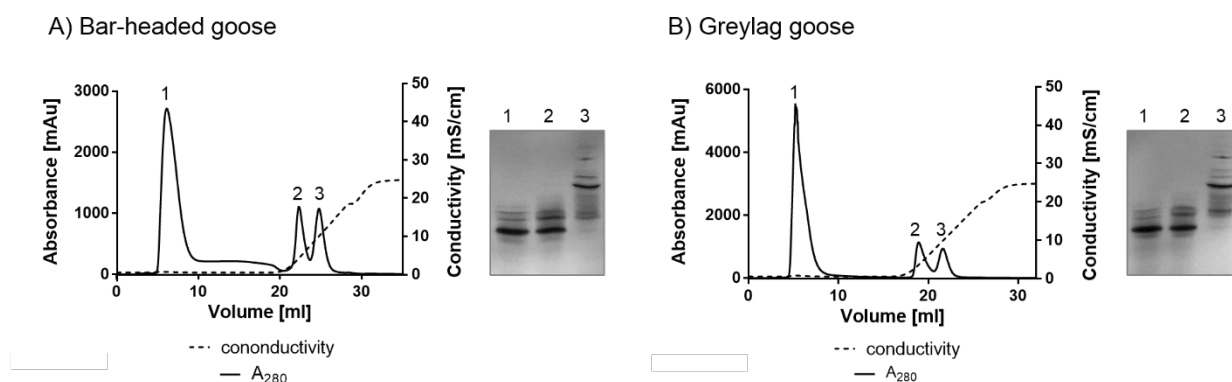 A) Bar-headed goose
Absorbance [mAu]
3000
2000
1000
0
1
2
3
0
10
20
30
Volume [ml]
50
40
30
20
10
0
Conductivity [mS/cm]
1 2 3
cononductivity
A280
B) Greylag goose
Absorbance [mAu]
6000
4000
2000
0
1
2
3
0
10
20
30
Volume [ml]
50
40
30
20
10
0
Conductivity [mS/cm]
1 2 3
conductivity
A280